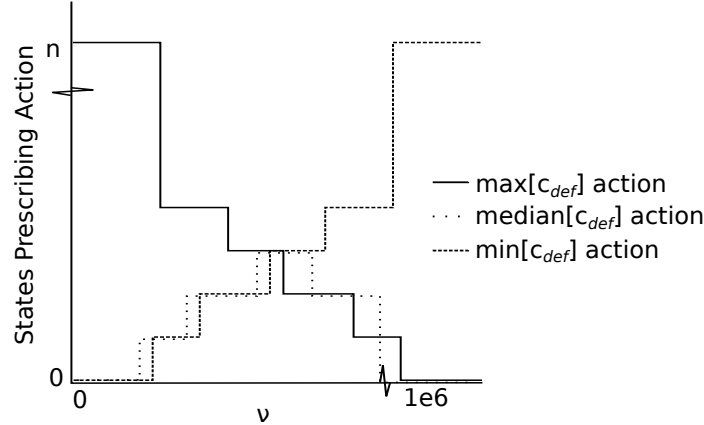 n
States Prescribing Action
0
0
1e6
ν
max[c_def] action
median[c_def] action
min[c_def] action